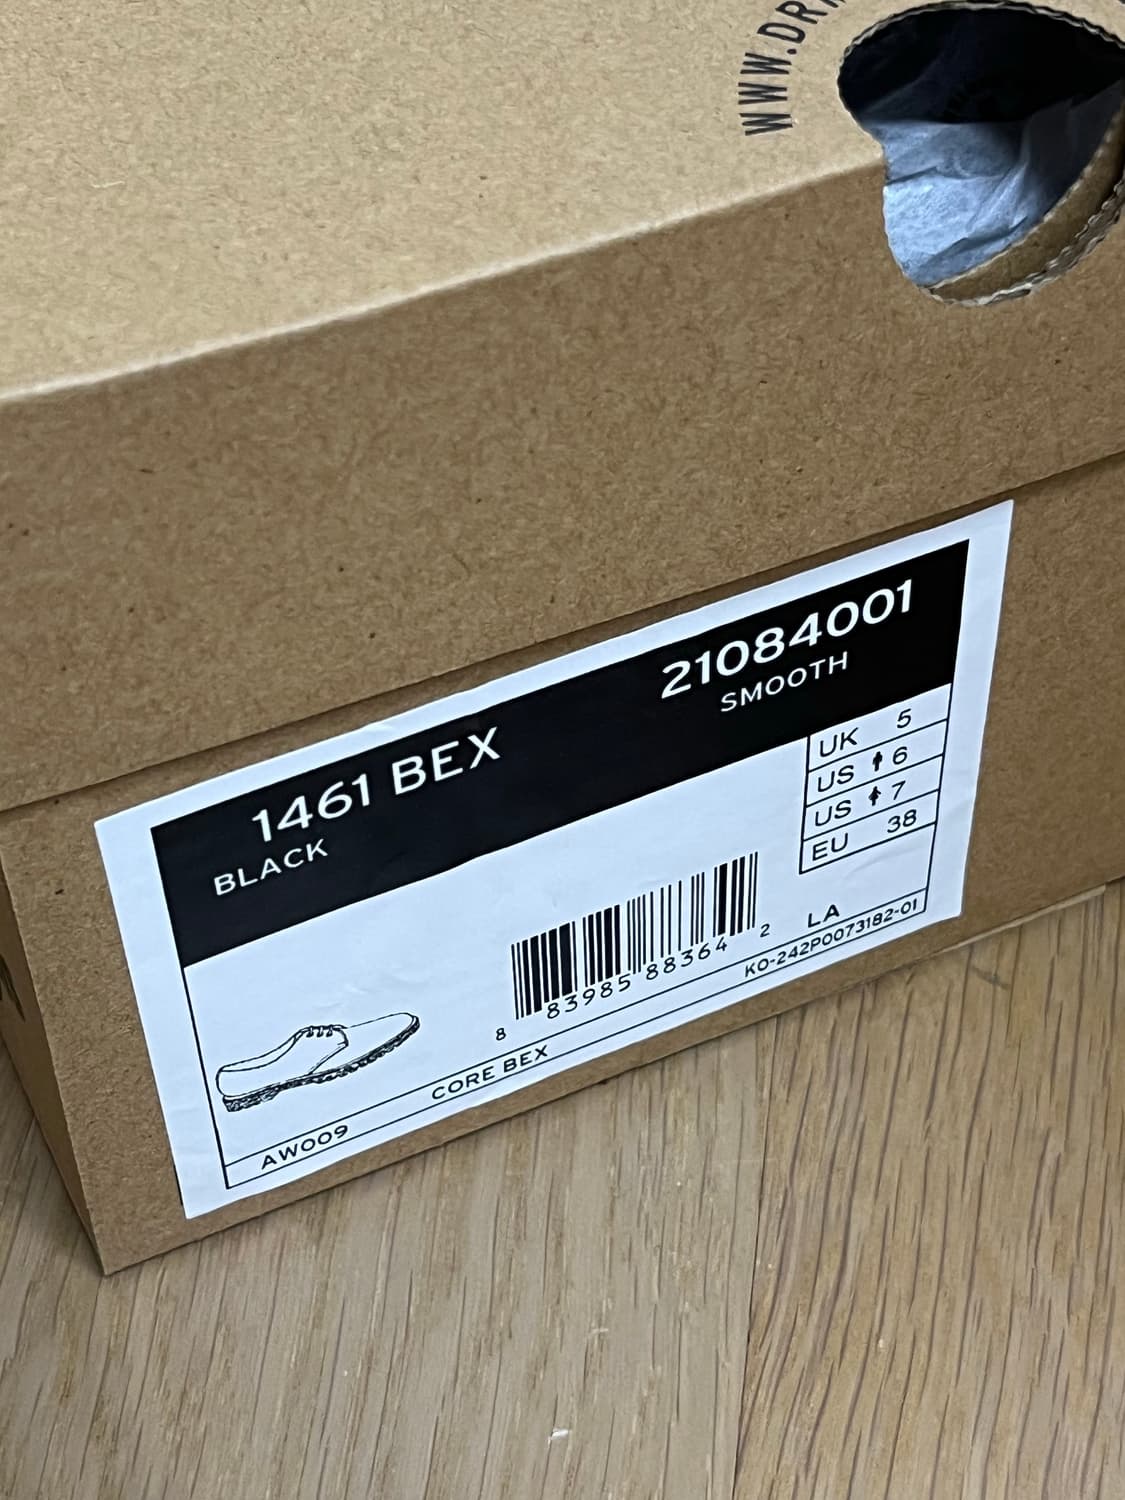 WWW.DR
21084001
SMOOTH
1461 BEX
BLACK
UK 5
US 6
US 7
EU 38
8 83985 88364 2
LA
AW009
CORE BEX
KO-242P0073182-01